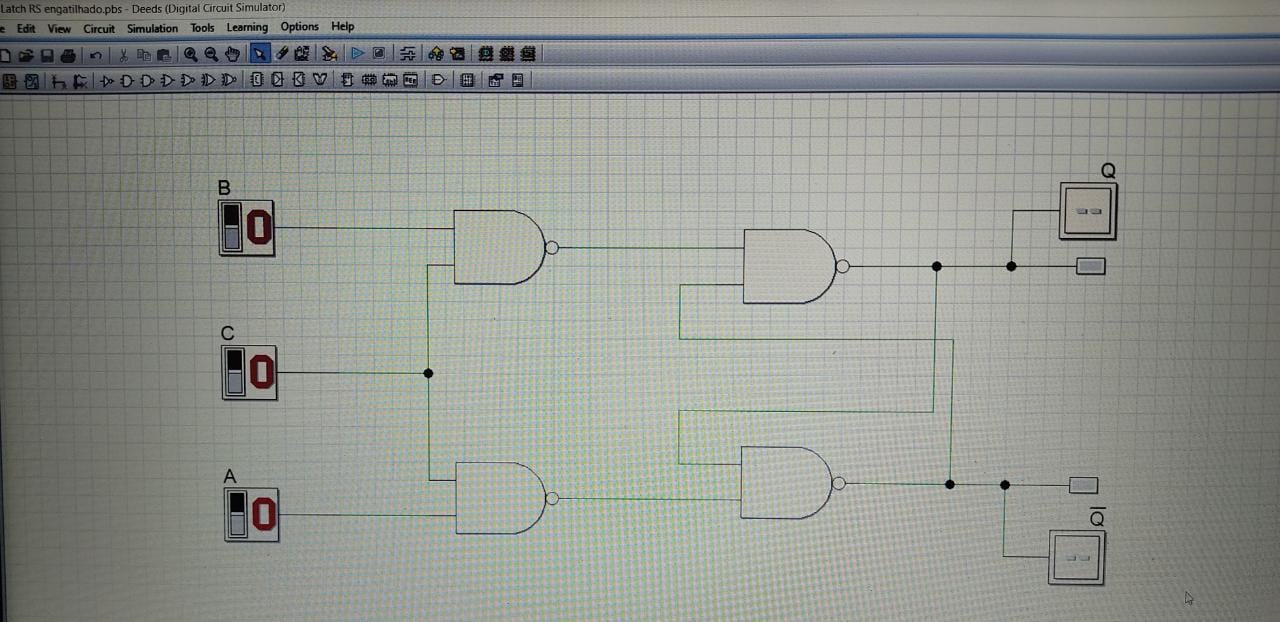 Latch RS engatilhado.pbs - Deeds (Digital Circuit Simulator)
Edit View Circuit Simulation Tools Learning Options Help
Q
B
0
C
0
A
0
Q̅